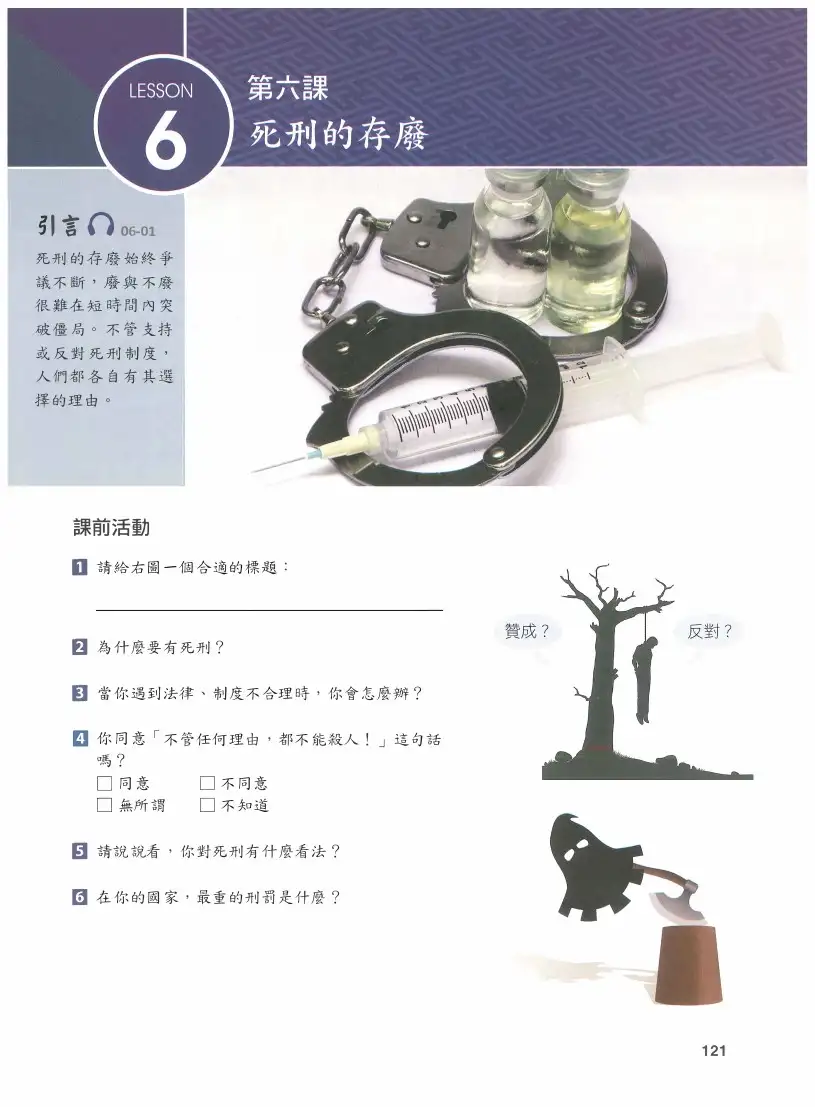 LESSON
6
第六課
死刑的存廢
引言 06-01
死刑的存廢始終爭
議不斷,廢與不廢
很難在短時間內突
破僵局。不管支持
或反對死刑制度,
人們都各自有其選
擇的理由。
課前活動
1 請給右圖一個合適的標題:
2 為什麼要有死刑?
3 當你遇到法律、制度不合理時,你會怎麼辦?
4 你同意「不管任何理由,都不能殺人!」這句話
嗎?
□ 同意 □ 不同意
□ 無所謂 □ 不知道
5 請說說看,你對死刑有什麼看法?
6 在你的國家,最重的刑罰是什麼?
贊成? 反對?
121